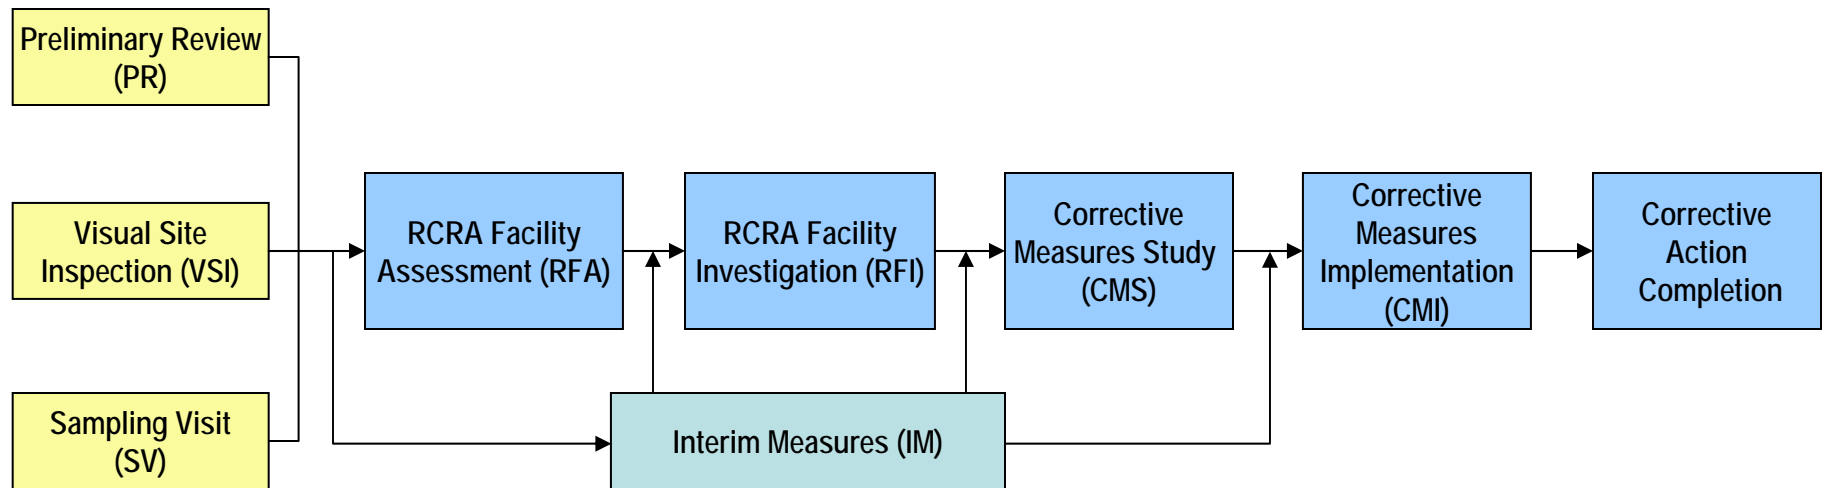 Preliminary Review
(PR)
Visual Site
Inspection (VSI)
Sampling Visit
(SV)
RCRA Facility
Assessment (RFA)
RCRA Facility
Investigation (RFI)
Corrective
Measures Study
(CMS)
Corrective
Measures
Implementation
(CMI)
Corrective
Action
Completion
Interim Measures (IM)